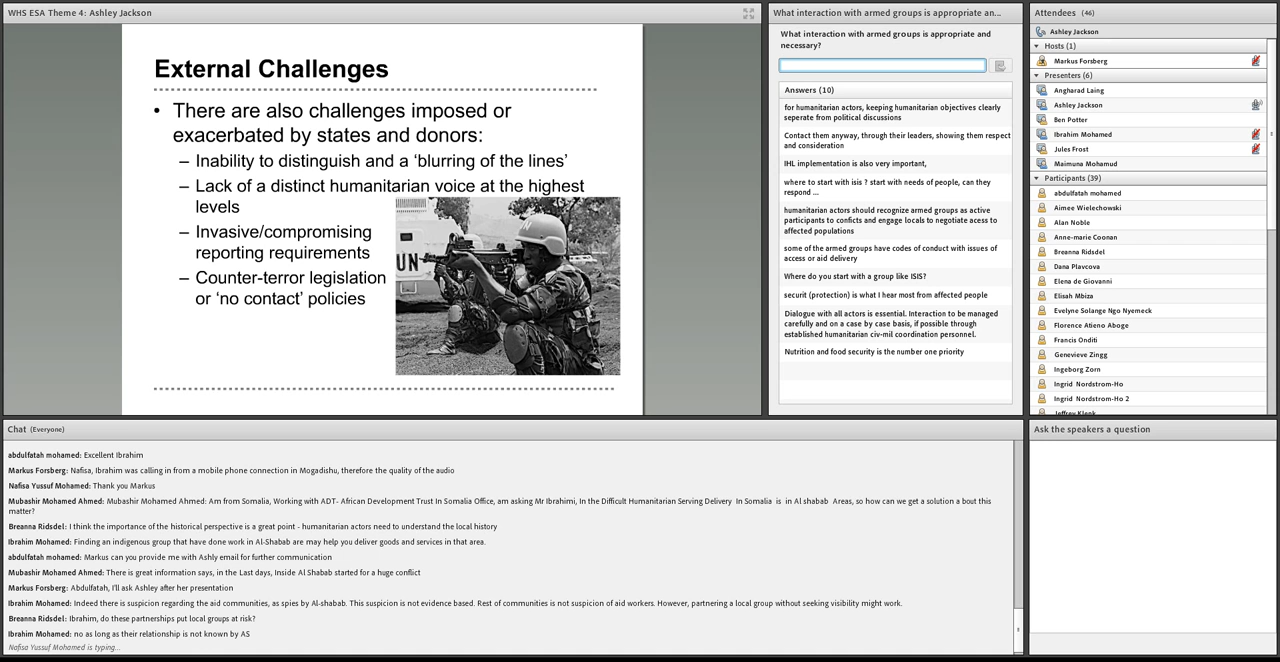 WHS ESA Theme 4: Ashley Jackson
External Challenges
• There are also challenges imposed or
exacerbated by states and donors:
– Inability to distinguish and a ‘blurring of the lines’
– Lack of a distinct humanitarian voice at the highest
levels
– Invasive/compromising
reporting requirements
– Counter-terror legislation
or ‘no contact’ policies
UN
What interaction with armed groups is appropriate an...
What interaction with armed groups is appropriate and
necessary?
Answers (10)
for humanitarian actors, keeping humanitarian objectives clearly
seperate from political discussions
Contact them anyway, through their leaders, showing them respect
and consideration
IHL implementation is also very important,
where to start with isis ? start with needs of people, can they
respond ...
humanitarian actors should recognize armed groups as active
participants to conficts and engage locals to negotiate acess to
affected populations
some of the armed groups have codes of conduct with issues of
access or aid delivery
Where do you start with a group like ISIS?
securit (protection) is what I hear most from affected people
Dialogue with all actors is essential. Interaction to be managed
carefully and on a case by case basis, if possible through
established humanitarian civ-mil coordination personnel.
Nutrition and food security is the number one priority
Attendees (46)
Ashley Jackson
Hosts (1)
Markus Forsberg
Presenters (6)
Angharad Laing
Ashley Jackson
Ben Potter
Ibrahim Mohamed
Jules Frost
Maimuna Mohamud
Participants (39)
abdulfatah mohamed
Aimee Wielechowski
Alan Noble
Anne-marie Coonan
Breanna Ridsdel
Dana Plavcova
Elena de Giovanni
Elisah Mbiza
Evelyne Solange Ngo Nyemeck
Florence Atieno Aboge
Francis Onditi
Genevieve Zingg
Ingeborg Zorn
Ingrid Nordstrom-Ho
Ingrid Nordstrom-Ho 2
Jeffrey Klenk
Chat (Everyone)
abdulfatah mohamed: Excellent Ibrahim
Markus Forsberg: Nafisa, Ibrahim was calling in from a mobile phone connection in Mogadishu, therefore the quality of the audio
Nafisa Yussuf Mohamed: Thank you Markus
Mubashir Mohamed Ahmed: Mubashir Mohamed Ahmed: Am from Somalia, Working with ADT- African Development Trust In Somalia Office, am asking Mr Ibrahimi, In the Difficult Humanitarian Serving Delivery In Somalia is in Al shabab Areas, so how can we get a solution a bout this
matter?
Breanna Ridsdel: I think the importance of the historical perspective is a great point - humanitarian actors need to understand the local history
Ibrahim Mohamed: Finding an indigenous group that have done work in Al-Shabab are may help you deliver goods and services in that area.
abdulfatah mohamed: Markus can you provide me with Ashly email for further communication
Mubashir Mohamed Ahmed: There is great information says, in the Last days, Inside Al Shabab started for a huge conflict
Markus Forsberg: Abdulfatah, I'll ask Ashley after her presentation
Ibrahim Mohamed: Indeed there is suspicion regarding the aid communities, as spies by Al-shabab. This suspicion is not evidence based. Rest of communities is not suspicion of aid workers. However, partnering a local group without seeking visibility might work.
Breanna Ridsdel: Ibrahim, do these partnerships put local groups at risk?
Ibrahim Mohamed: no as long as their relationship is not known by AS
Nafisa Yussuf Mohamed is typing...
Ask the speakers a question